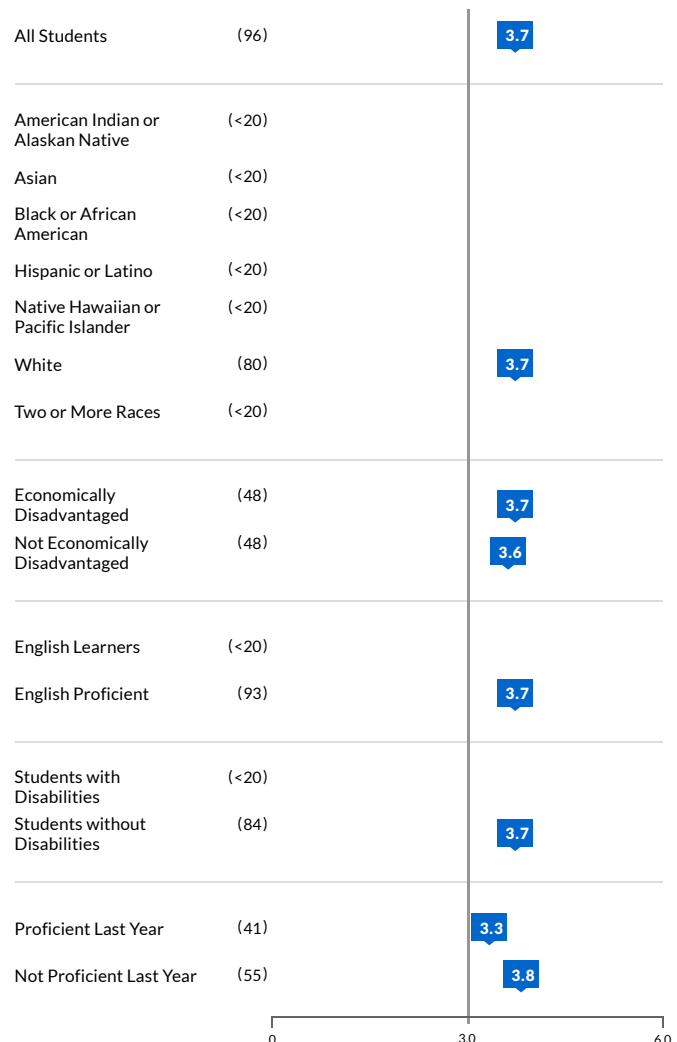 All Students (96) 3.7
American Indian or
Alaskan Native (<20)
Asian (<20)
Black or African
American (<20)
Hispanic or Latino (<20)
Native Hawaiian or
Pacific Islander (<20)
White (80) 3.7
Two or More Races (<20)
Economically
Disadvantaged (48) 3.7
Not Economically
Disadvantaged (48) 3.6
English Learners (<20)
English Proficient (93) 3.7
Students with
Disabilities (<20)
Students without
Disabilities (84) 3.7
Proficient Last Year (41) 3.3
Not Proficient Last Year (55) 3.8
0 3.0 6.0